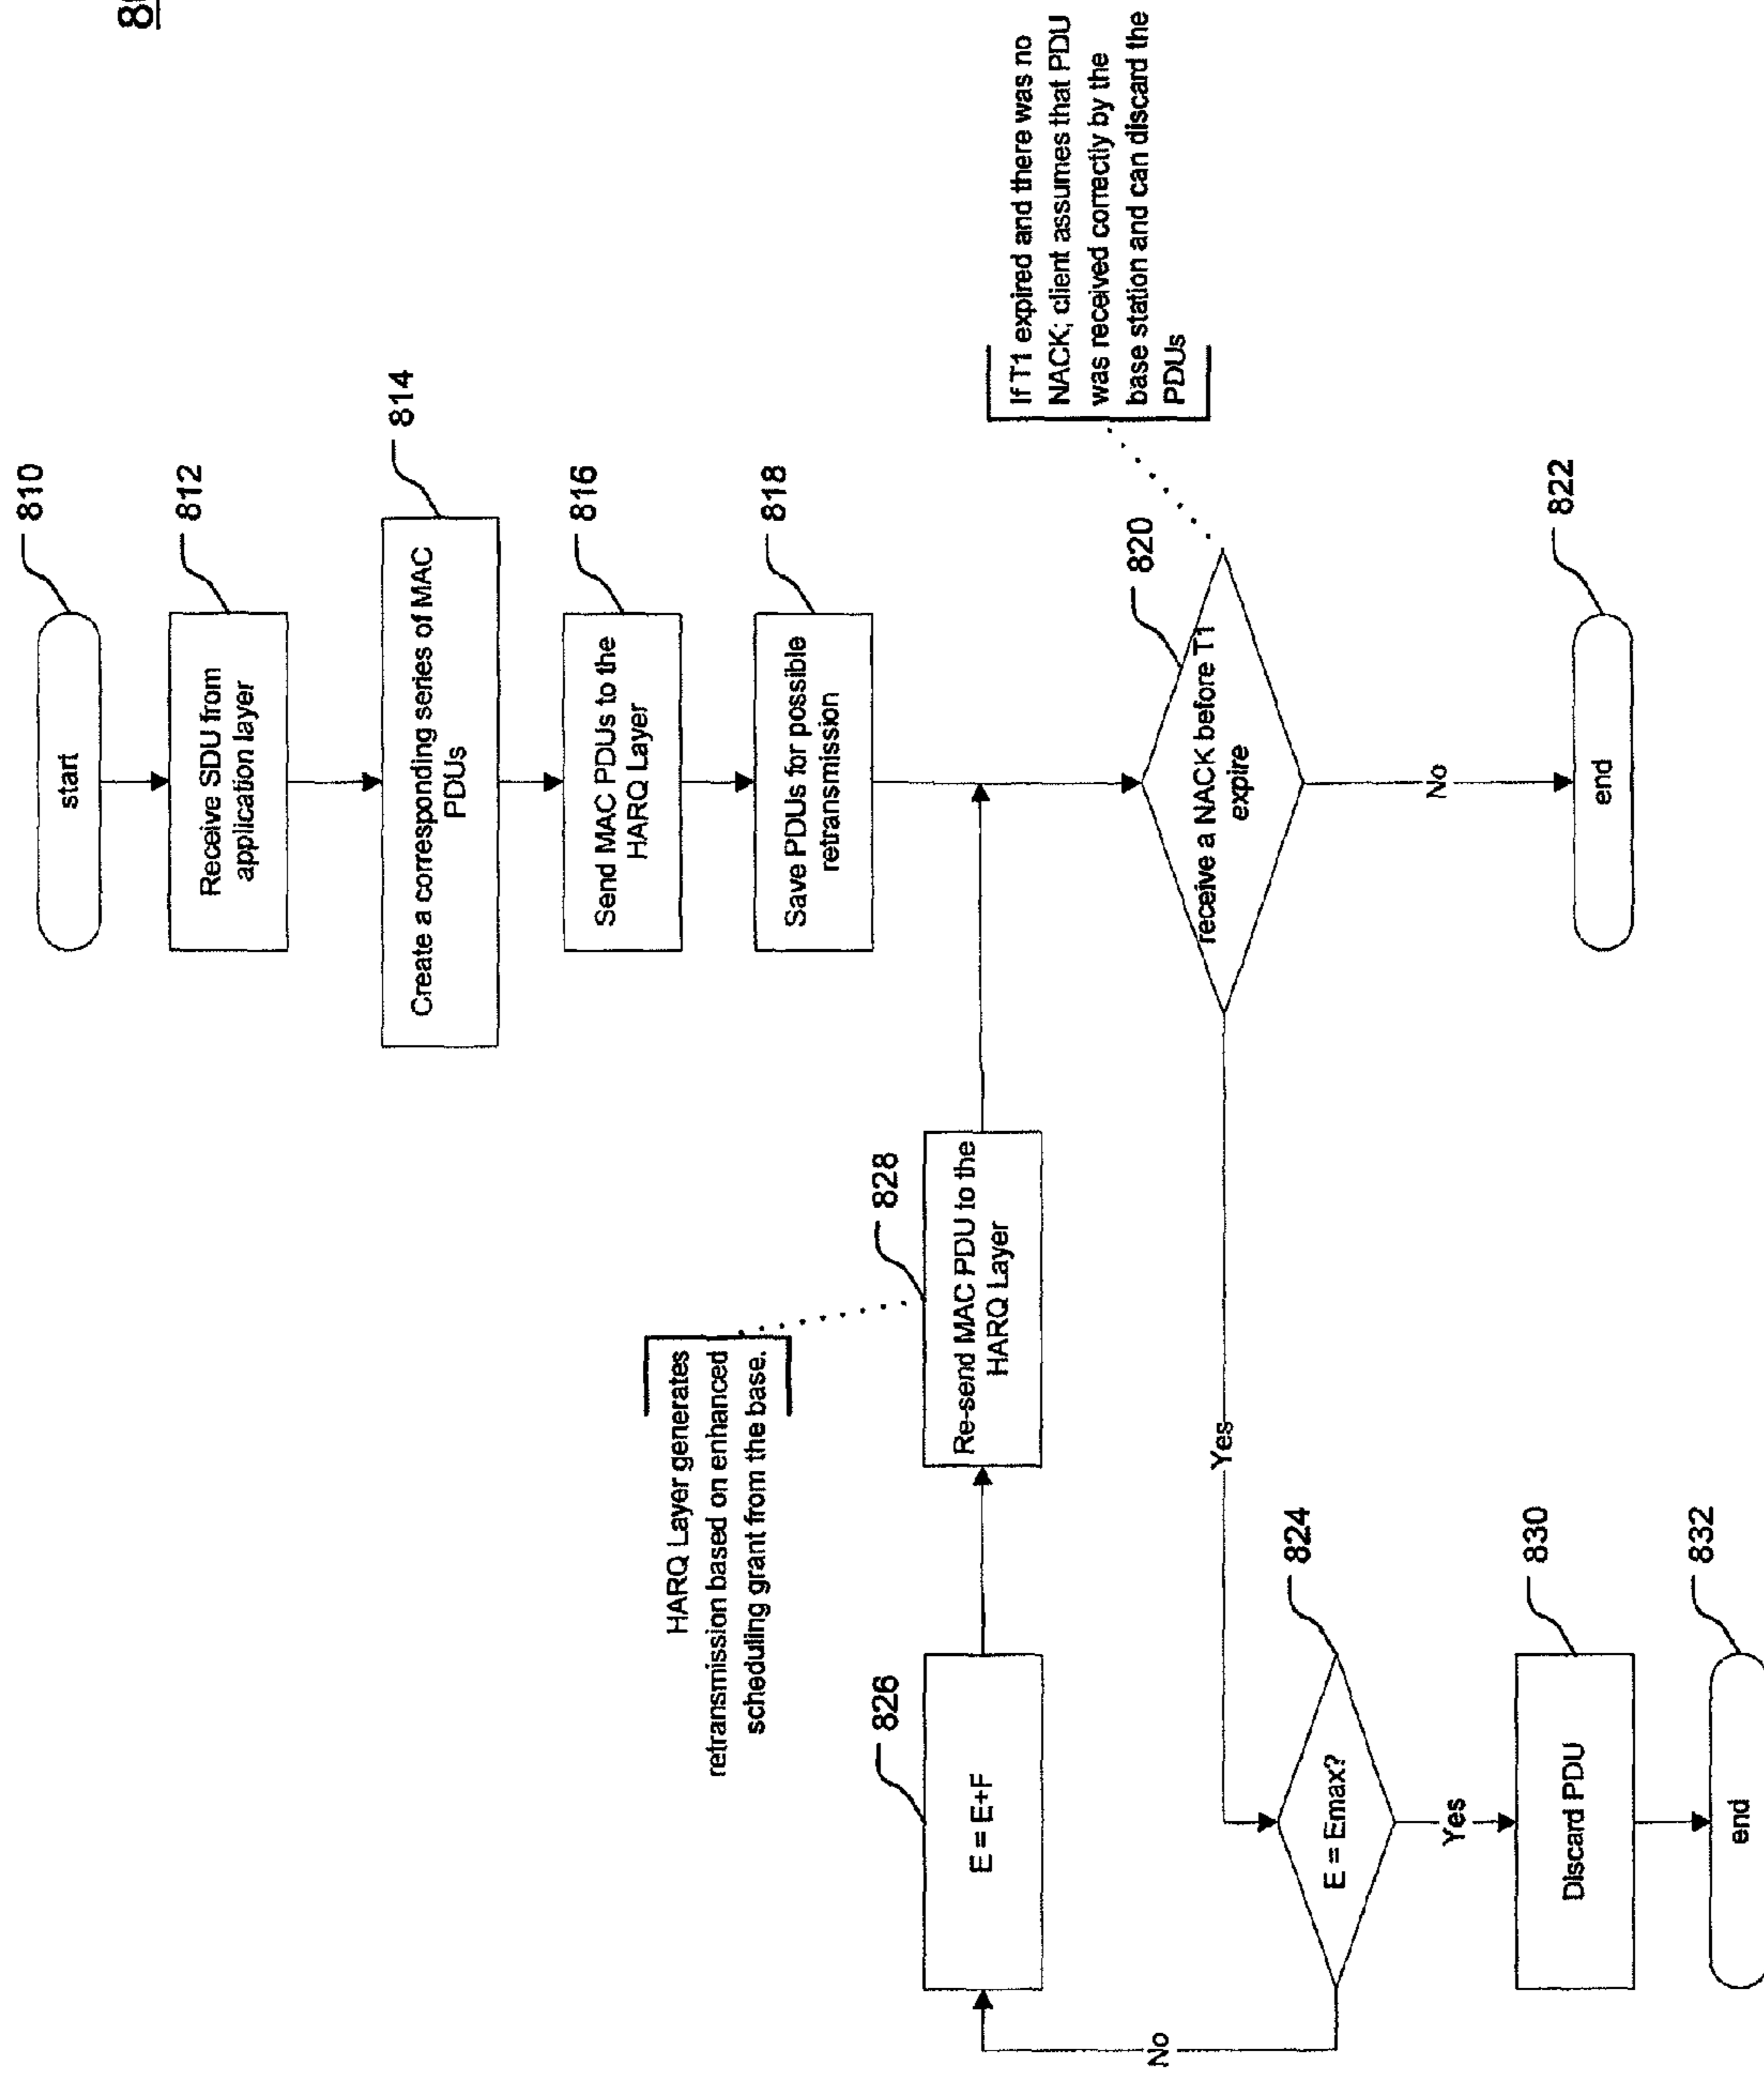 810
start
812
Receive SDU from
application layer
814
Create a corresponding series of MAC
PDUs
816
Send MAC PDUs to the
HARQ Layer
818
Save PDUs for possible
retransmission
HARQ Layer generates
retransmission based on enhanced
scheduling grant from the base.
828
Re-send MAC PDU to the
HARQ Layer
826
E = E+F
820
receive a NACK before T1
expire
If T1 expired and there was no
NACK; client assumes that PDU
was received correctly by the
base station and can discard the
PDUs
No
822
end
Yes
824
E = Emax?
No
Yes
830
Discard PDU
832
end